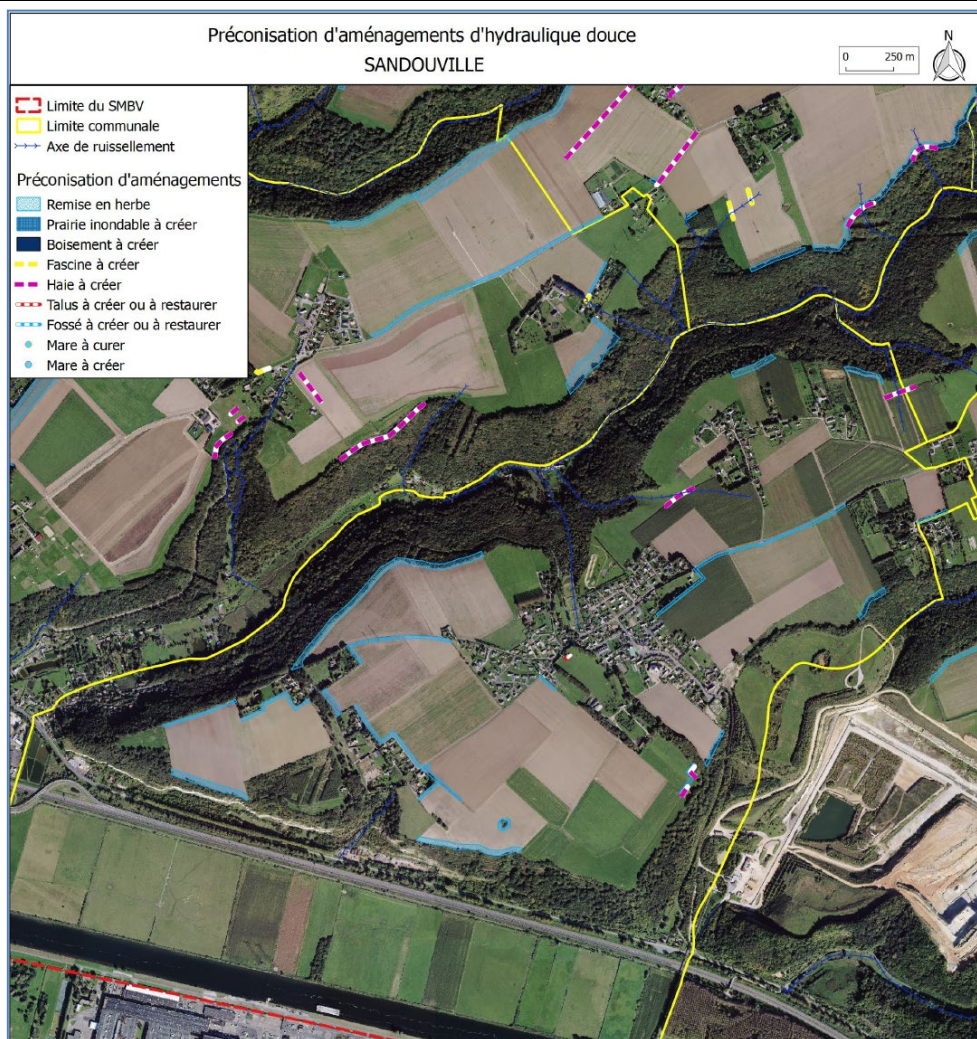 Préconisation d'aménagements d'hydraulique douce
SANDOUVILLE
0 250 m
N
Limite du SMBV
Limite communale
Axe de ruissellement
Préconisation d'aménagements
Remise en herbe
Prairie inondable à créer
Boisement à créer
Fascine à créer
Haie à créer
Talus à créer ou à restaurer
Fossé à créer ou à restaurer
Mare à curer
Mare à créer